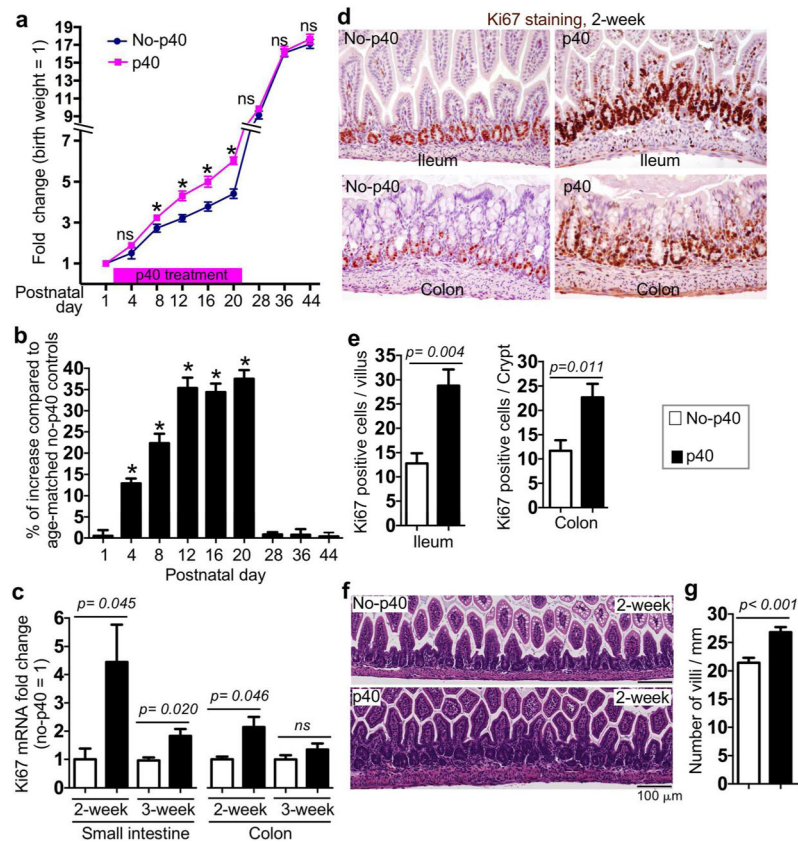 a
Fold change (birth weight = 1)
19
17
15
13
11
9
7
5
3
1
No-p40
p40
ns
*
*
*
*
ns
ns
ns
p40 treatment
Postnatal day
1 4 8 12 16 20 28 36 44
b
% of increase compared to
age-matched no-p40 controls
40
35
30
25
20
15
10
5
0
*
*
*
*
*
1 4 8 12 16 20 28 36 44
Postnatal day
c
Ki67 mRNA fold change
(no-p40 = 1)
6
5
4
3
2
1
0
p= 0.045
p= 0.020
p= 0.046
ns
2-week 3-week 2-week 3-week
Small intestine Colon
d
Ki67 staining, 2-week
No-p40
Ileum
p40
Ileum
No-p40
Colon
p40
Colon
e
Ki67 positive cells / villus
35
30
25
20
15
10
5
0
p= 0.004
Ileum
Ki67 positive cells / Crypt
35
30
25
20
15
10
5
0
p=0.011
Colon
No-p40
p40
f
No-p40 2-week
p40 2-week
100 μm
g
Number of villi / mm
30
25
20
15
10
5
0
p< 0.001